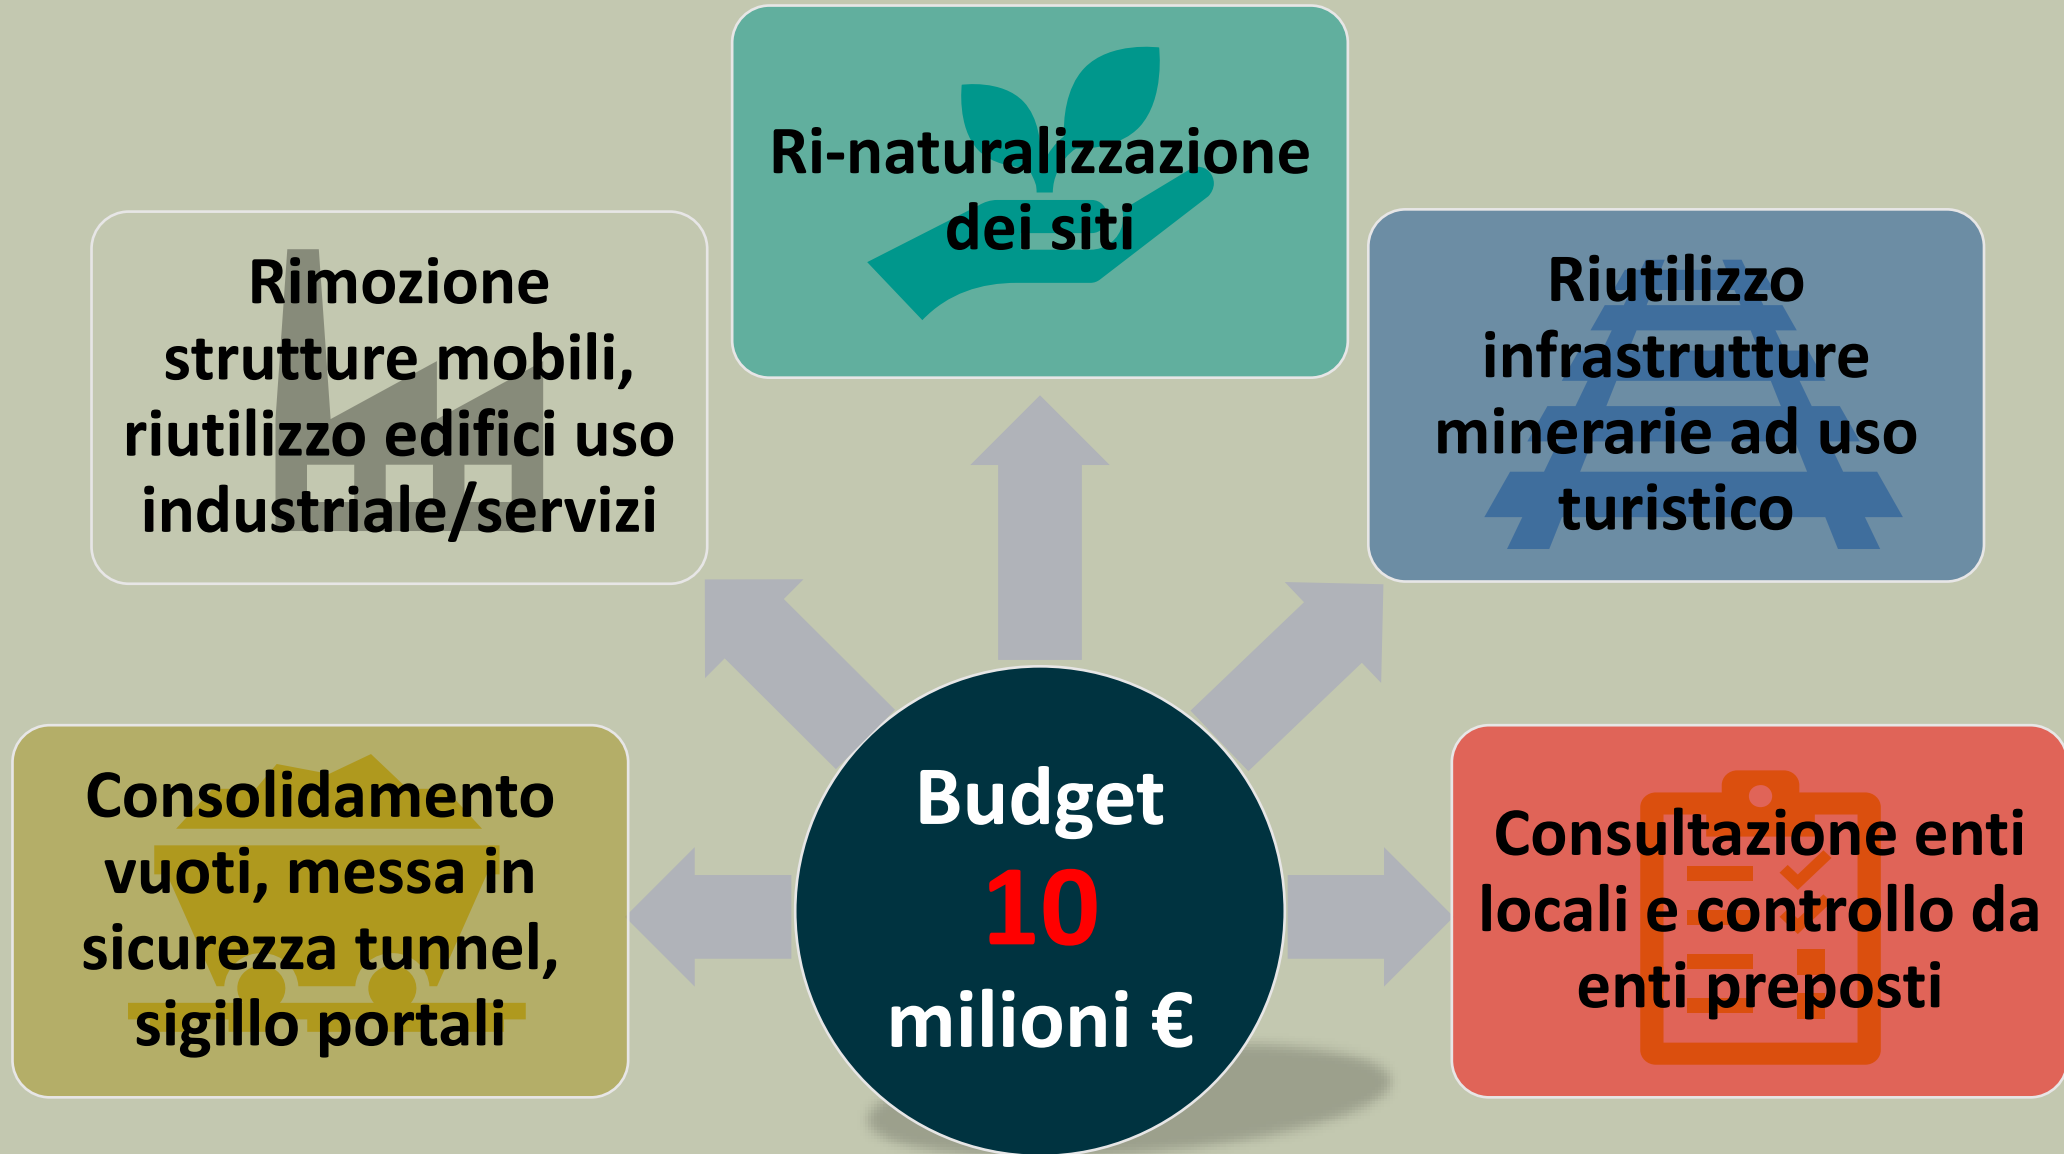 Ri-naturalizzazione
dei siti
Rimozione
strutture mobili,
riutilizzo edifici uso
industriale/servizi
Riutilizzo
infrastrutture
minerarie ad uso
turistico
Consolidamento
vuoti, messa in
sicurezza tunnel,
sigillo portali
Budget
10
milioni €
Consultazione enti
locali e controllo da
enti preposti